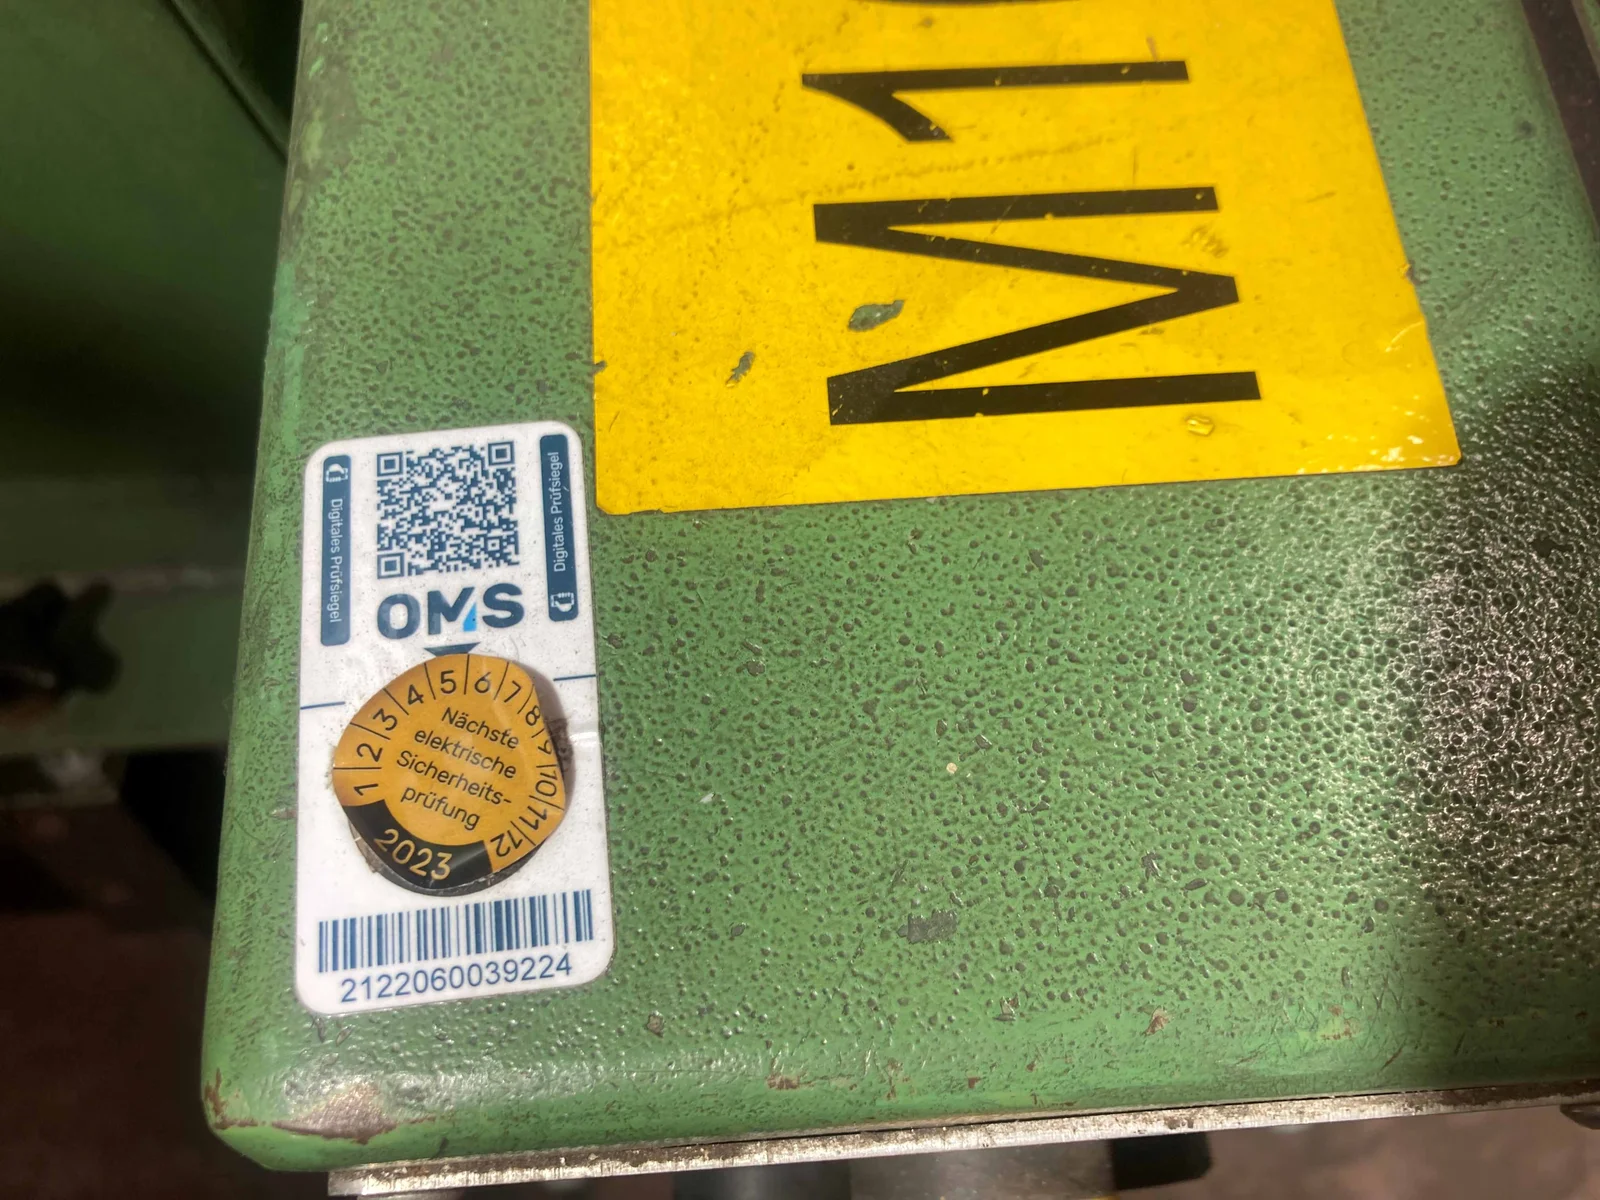 M1
Digitales Prüfsiegel
Digitales Prüfsiegel
OMS
1 2 3 4 5 6 7 8 9 10 11 12
Nächste
elektrische
Sicherheits-
prüfung
2023
2122060039224